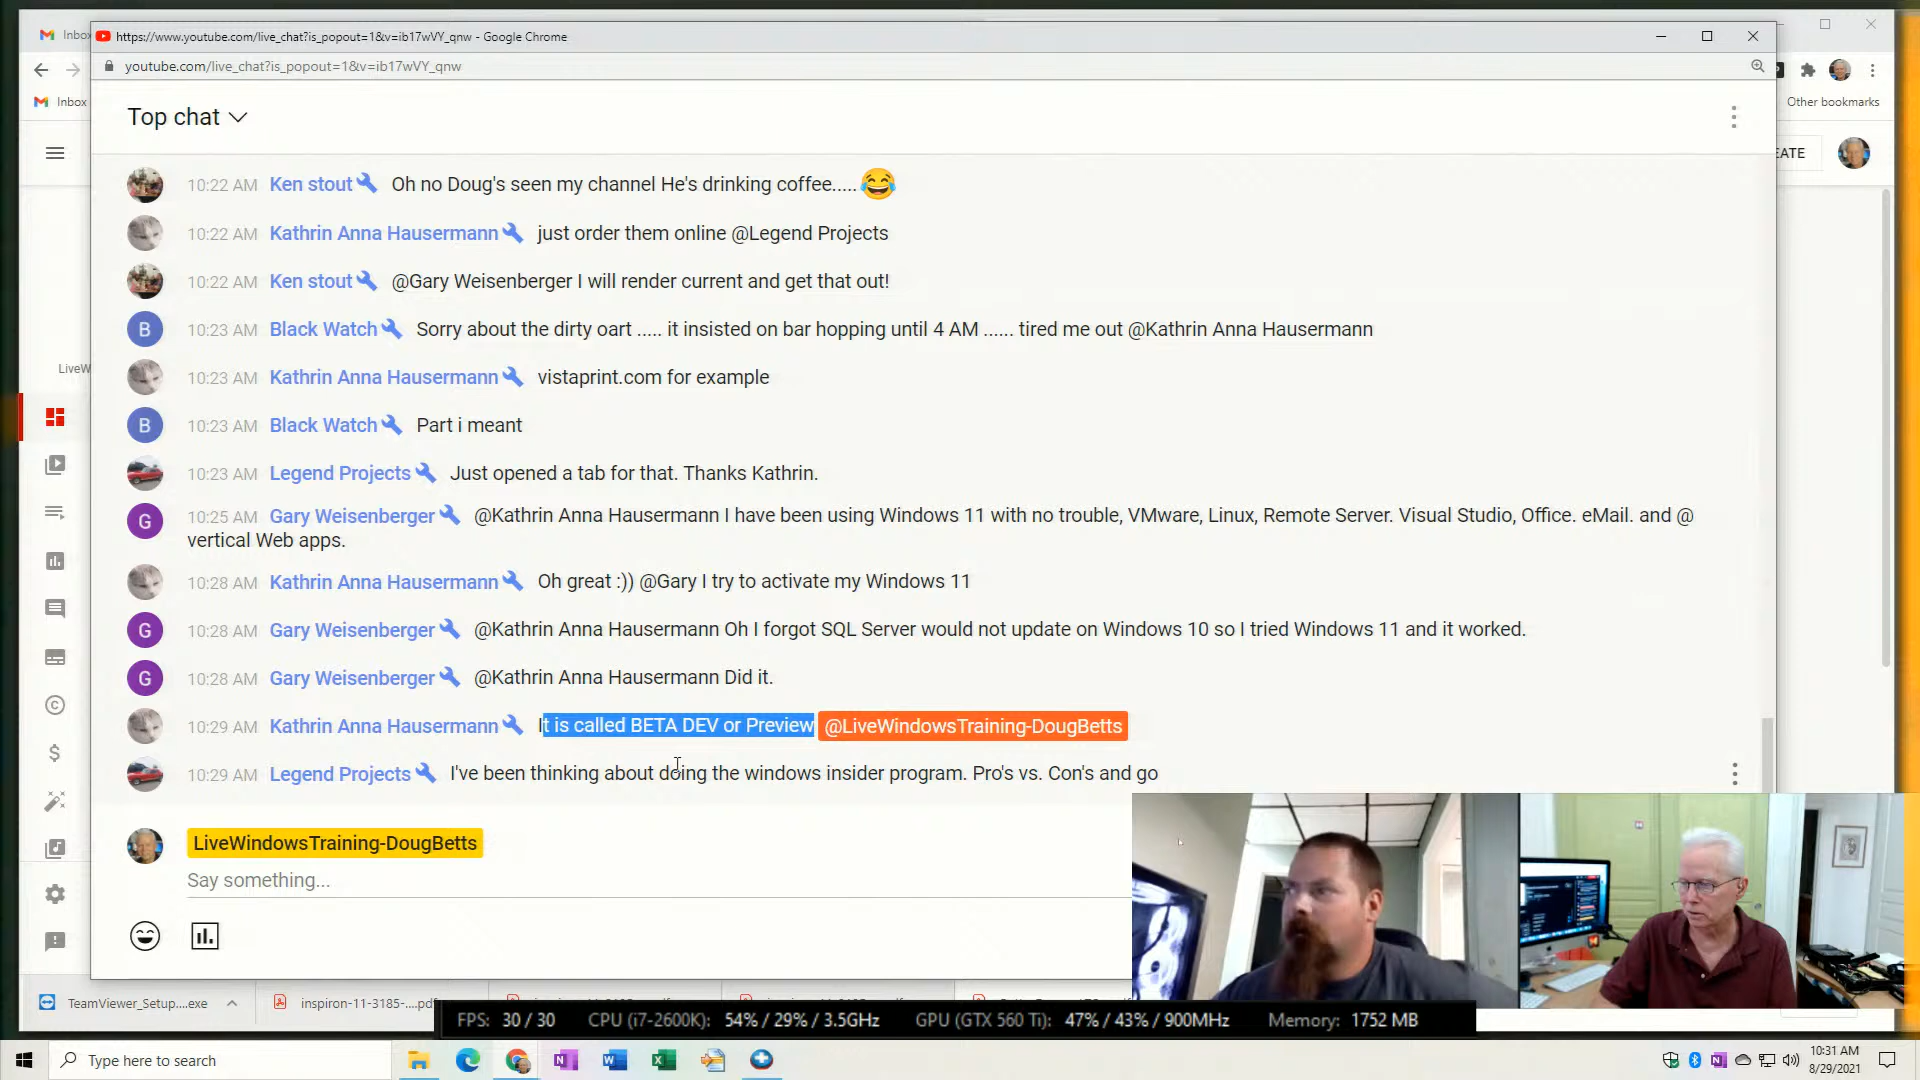 Inbo
https://www.youtube.com/live_chat?is_popout=1&v=ib17wVY_qnw - Google Chrome
youtube.com/live_chat?is_popout=1&v=ib17wVY_qnw
Inbox
Other bookmarks
Top chat
EATE
10:22 AM Ken stout Oh no Doug's seen my channel He's drinking coffee.....😂
10:22 AM Kathrin Anna Hausermann just order them online @Legend Projects
10:22 AM Ken stout @Gary Weisenberger I will render current and get that out!
B 10:23 AM Black Watch Sorry about the dirty oart ..... it insisted on bar hopping until 4 AM ...... tired me out @Kathrin Anna Hausermann
LiveW
10:23 AM Kathrin Anna Hausermann vistaprint.com for example
B 10:23 AM Black Watch Part i meant
10:23 AM Legend Projects Just opened a tab for that. Thanks Kathrin.
G 10:25 AM Gary Weisenberger @Kathrin Anna Hausermann I have been using Windows 11 with no trouble, VMware, Linux, Remote Server. Visual Studio, Office. eMail. and @
vertical Web apps.
10:28 AM Kathrin Anna Hausermann Oh great :)) @Gary I try to activate my Windows 11
G 10:28 AM Gary Weisenberger @Kathrin Anna Hausermann Oh I forgot SQL Server would not update on Windows 10 so I tried Windows 11 and it worked.
G 10:28 AM Gary Weisenberger @Kathrin Anna Hausermann Did it.
10:29 AM Kathrin Anna Hausermann It is called BETA DEV or Preview @LiveWindowsTraining-DougBetts
10:29 AM Legend Projects I've been thinking about doing the windows insider program. Pro's vs. Con's and go
LiveWindowsTraining-DougBetts
Say something...
TeamViewer_Setup....exe
inspiron-11-3185-....pdf
FPS: 30 / 30 CPU (i7-2600K): 54% / 29% / 3.5GHz GPU (GTX 560 Ti): 47% / 43% / 900MHz Memory: 1752 MB
Type here to search
10:31 AM
8/29/2021